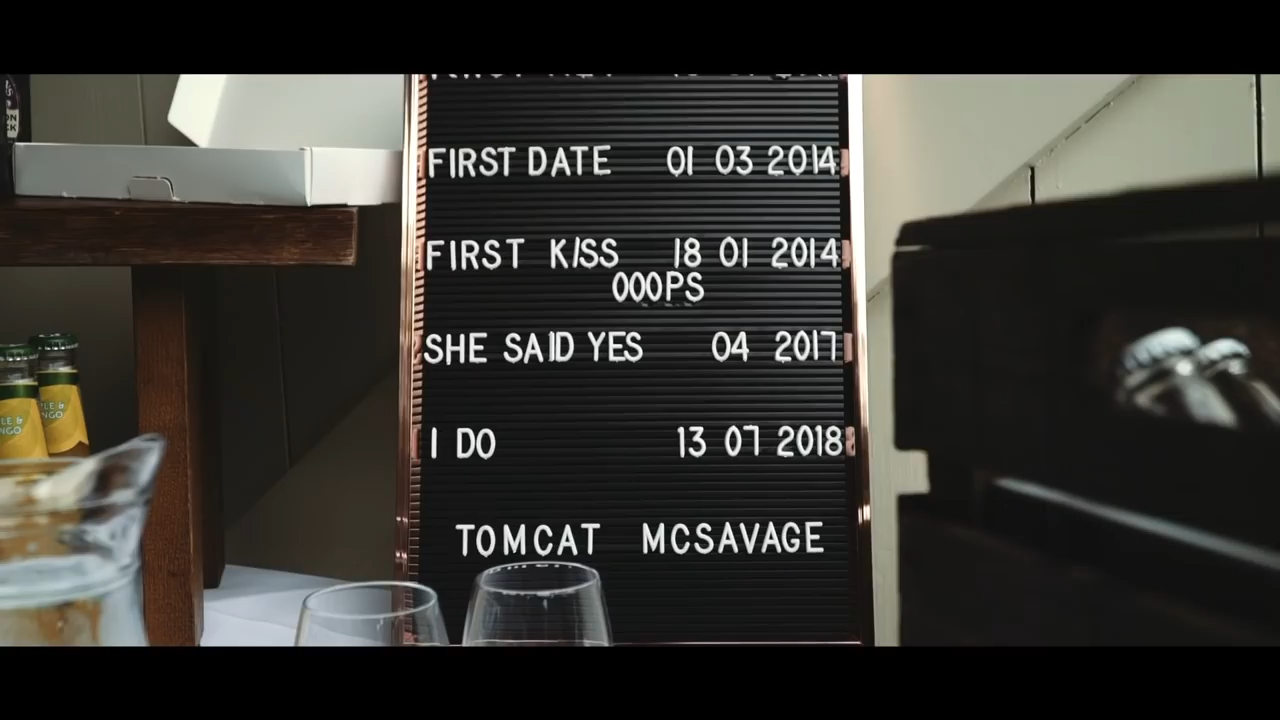 FIRST DATE 01 03 2014
FIRST KISS 18 01 2014
OOOPS
SHE SAID YES 04 2017
I DO 13 07 2018
TOMCAT MCSAVAGE